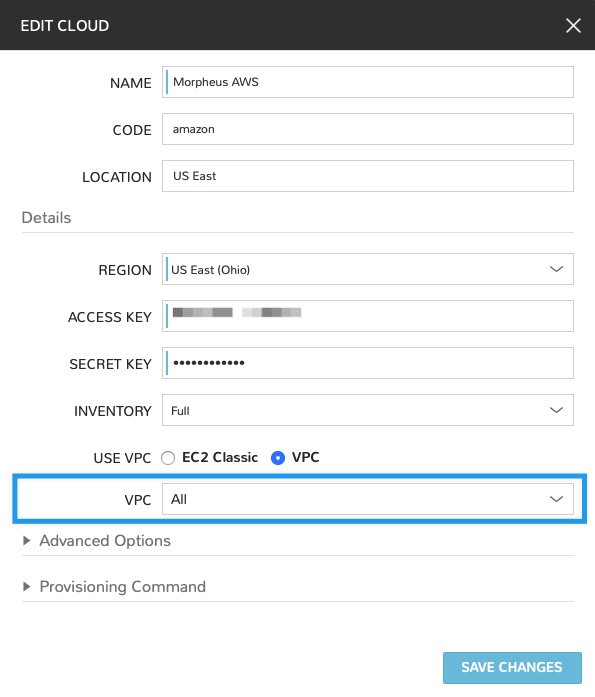 EDIT CLOUD
NAME Morpheus AWS
CODE amazon
LOCATION US East
Details
REGION US East (Ohio)
ACCESS KEY
SECRET KEY ••••••••••••
INVENTORY Full
USE VPC EC2 Classic VPC
VPC All
Advanced Options
Provisioning Command
SAVE CHANGES